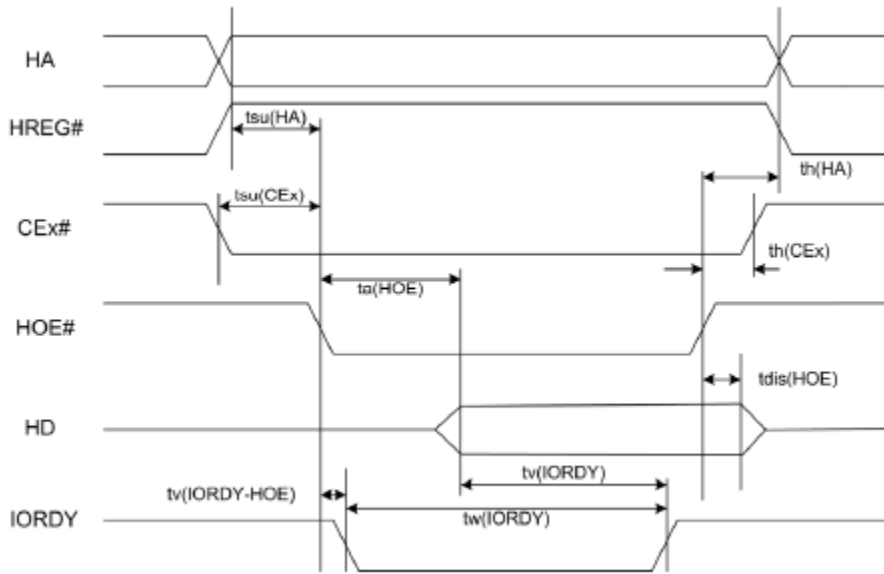 HA
HREG#
tsu(HA)
th(HA)
tsu(CEx)
CEx#
th(CEx)
ta(HOE)
HOE#
tdis(HOE)
HD
tv(IORDY)
tv(IORDY-HOE)
tw(IORDY)
IORDY